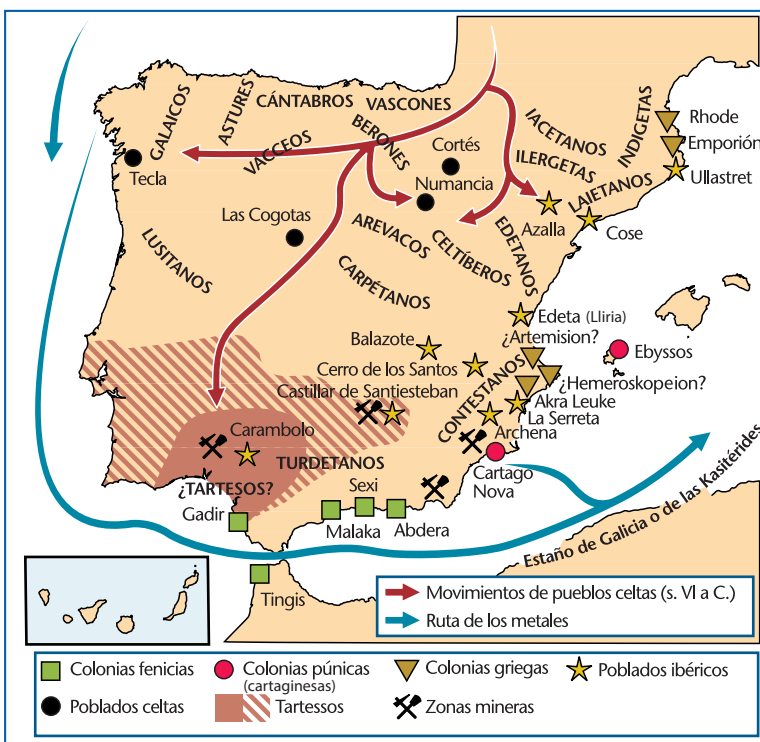 GALAICOS
ASTURES
CÁNTABROS
VASCONES
BERONES
VACCEOS
IACETANOS
ILERGETAS
INDIGETAS
LAIETANOS
Rhode
Emporión
Ullastret
Tecla
Cortés
Numancia
Las Cogotas
Azalla
Cose
LUSITANOS
AREVACOS
CELTÍBEROS
EDETANOS
CARPÉTANOS
Edeta (Lliria)
¿Artemision?
Ebyssos
Balazote
Cerro de los Santos
Castillar de Santiesteban
CONTESTANOS
¿Hemeroskopeion?
Akra Leuke
La Serreta
Archena
Carambolo
TURDETANOS
Cartago
Nova
¿TARTESOS?
Sexi
Gadir
Malaka
Abdera
Tingis
Estaño de Galicia o de las Kasitérides
Movimientos de pueblos celtas (s. VI a C.)
Ruta de los metales
Colonias fenicias
Colonias púnicas
(cartaginesas)
Colonias griegas
Poblados ibéricos
Poblados celtas
Tartessos
Zonas mineras